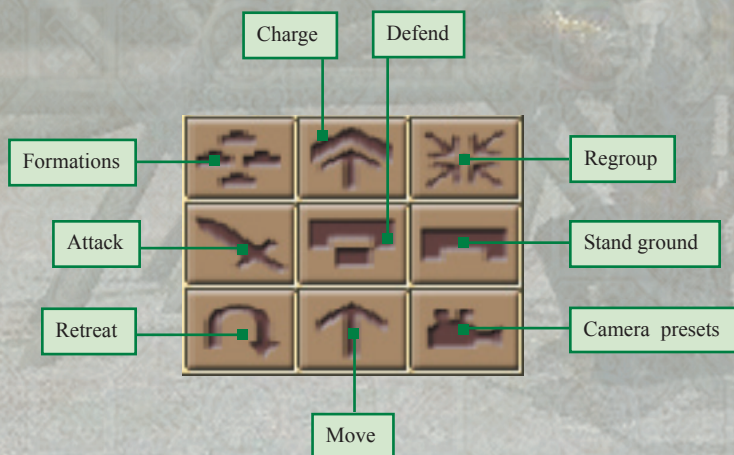 Charge
Defend
Formations
Regroup
Attack
Stand ground
Retreat
Camera presets
Move